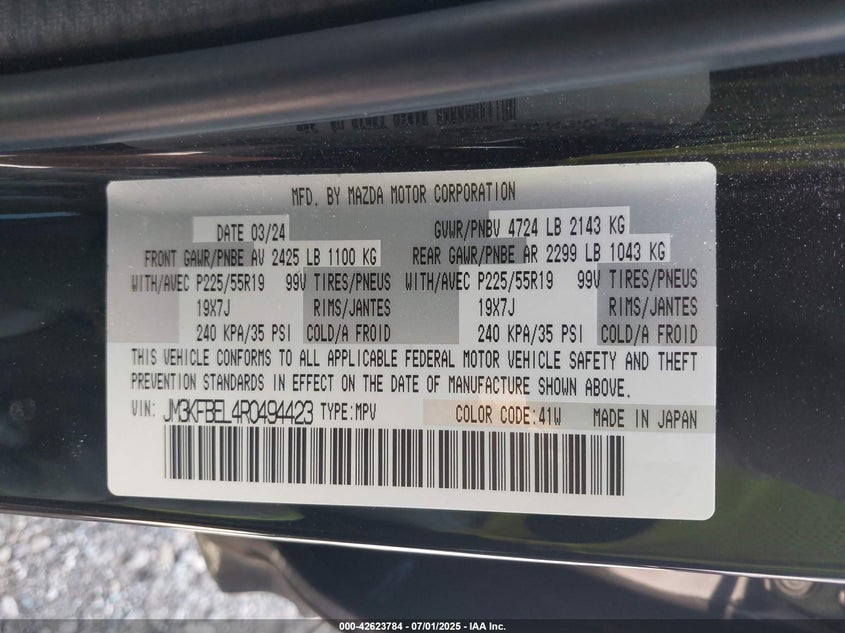 MFD. BY MAZDA MOTOR CORPORATION
DATE 03/24 GVWR/PNBV 4724 LB 2143 KG
FRONT GAWR/PNBE AV 2425 LB 1100 KG REAR GAWR/PNBE AR 2299 LB 1043 KG
WITH/AVEC P225/55R19 99V TIRES/PNEUS WITH/AVEC P225/55R19 99V TIRES/PNEUS
19X7J RIMS/JANTES 19X7J RIMS/JANTES
240 KPA/35 PSI COLD/A FROID 240 KPA/35 PSI COLD/A FROID
THIS VEHICLE CONFORMS TO ALL APPLICABLE FEDERAL MOTOR VEHICLE SAFETY AND THEFT
PREVENTION STANDARDS IN EFFECT ON THE DATE OF MANUFACTURE SHOWN ABOVE.
VIN: JM3KFBEL4R0494423 TYPE:MPV COLOR CODE:41W MADE IN JAPAN
000-42623784 - 07/01/2025 - IAA Inc.